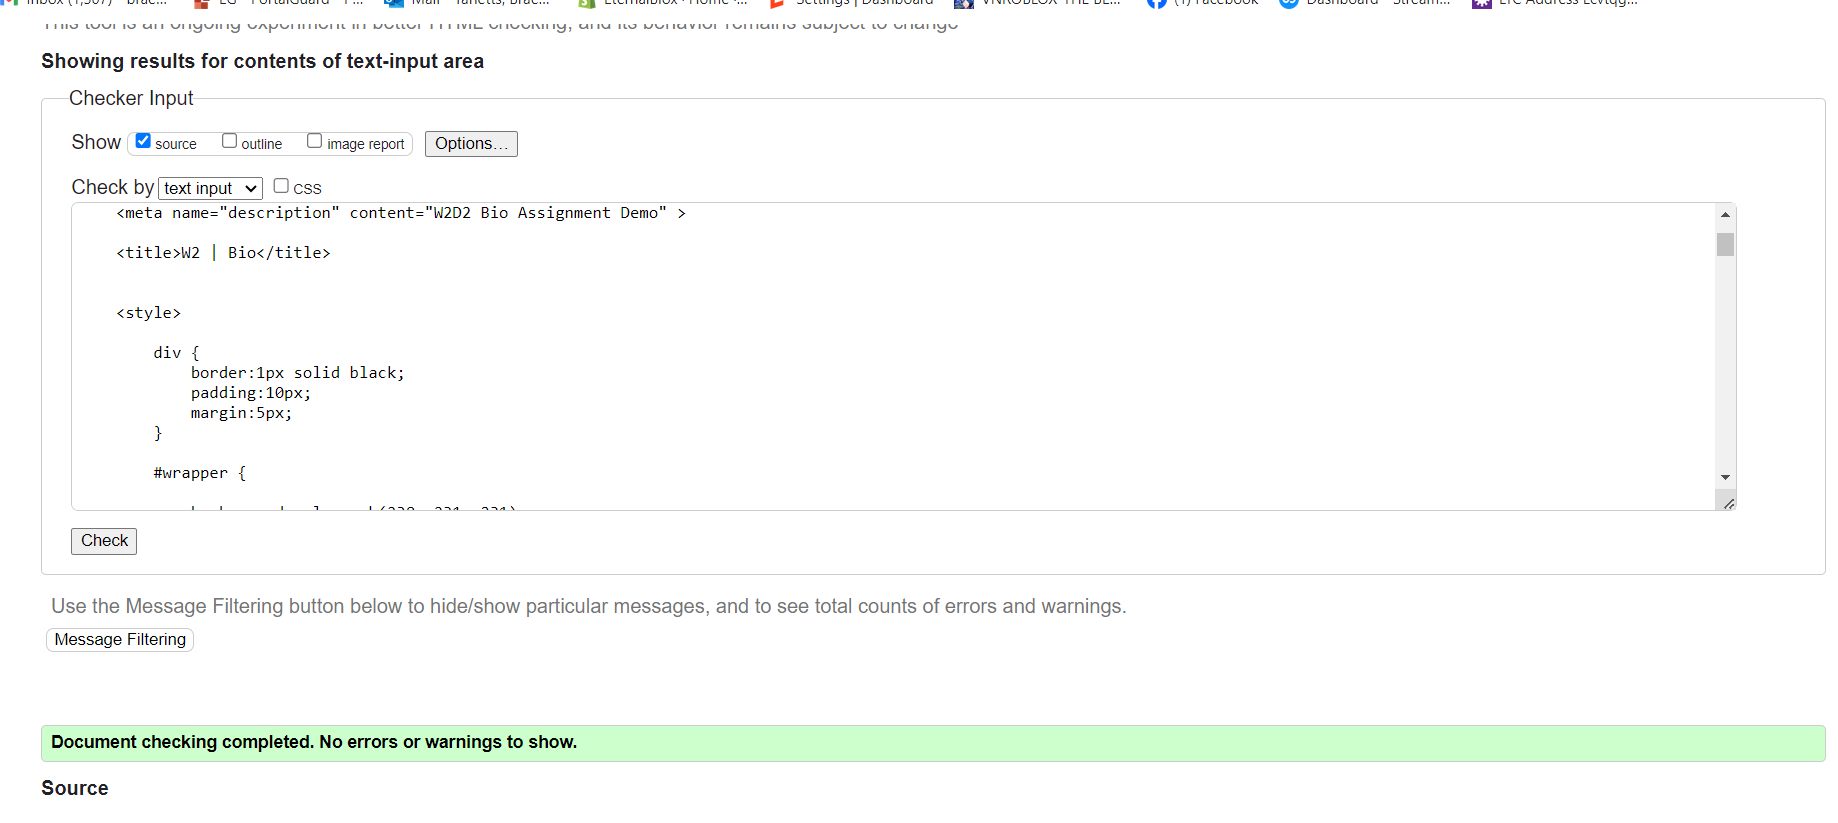 Inbox (1,507) - Brac...
LG - PortalGuard - P...
Mail - Tanetts, Brac...
EternalBlox · Home ·...
Settings | Dashboard
VNROBLOX THE BE...
(1) Facebook
Dashboard - Stream...
LTC Address Lcvtqg...
This tool is an ongoing experiment in better HTML checking, and its behavior remains subject to change
Showing results for contents of text-input area
Checker Input
Show source outline image report Options...
Check by text input CSS
<meta name="description" content="W2D2 Bio Assignment Demo" >
<title>W2 | Bio</title>
<style>
div {
border:1px solid black;
padding:10px;
margin:5px;
}
#wrapper {
Check
Use the Message Filtering button below to hide/show particular messages, and to see total counts of errors and warnings.
Message Filtering
Document checking completed. No errors or warnings to show.
Source